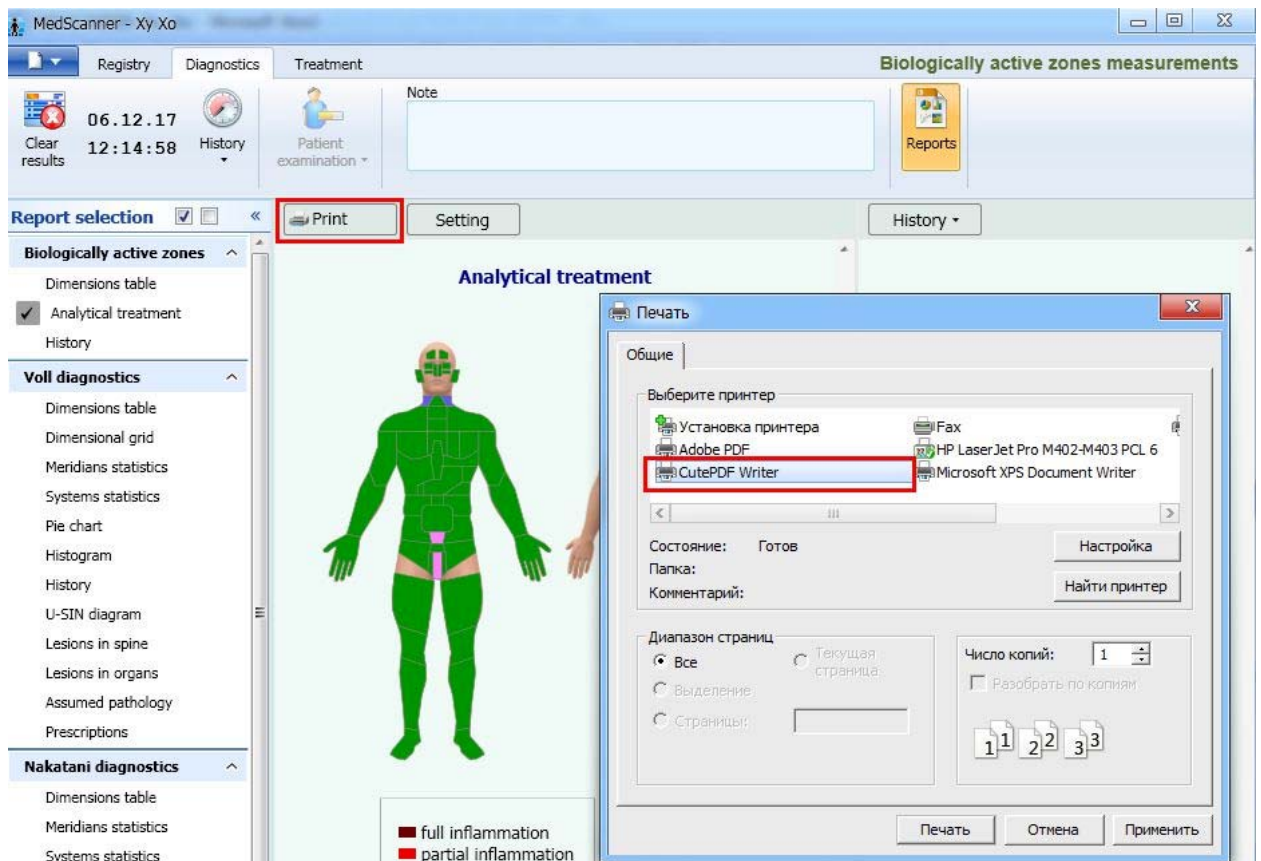 MedScanner - Xy Xo
Registry
Diagnostics
Treatment
Biologically active zones measurements
Clear results
06.12.17
12:14:58
History
Patient examination
Note
Reports
Report selection
«
Print
Setting
History
Biologically active zones
Dimensions table
Analytical treatment
History
Voll diagnostics
Dimensions table
Dimensional grid
Meridians statistics
Systems statistics
Pie chart
Histogram
History
U-SIN diagram
Lesions in spine
Lesions in organs
Assumed pathology
Prescriptions
Nakatani diagnostics
Dimensions table
Meridians statistics
Systems statistics
Analytical treatment
full inflammation
partial inflammation
Печать
Общие
Выберите принтер
Установка принтера
Fax
Adobe PDF
HP LaserJet Pro M402-M403 PCL 6
CutePDF Writer
Microsoft XPS Document Writer
Состояние: Готов
Папка:
Комментарий:
Настройка
Найти принтер
Диапазон страниц
Все
Текущая страница
Выделение
Страницы:
Число копий: 1
Разобрать по копиям
1 1 2 2 3 3
Печать
Отмена
Применить